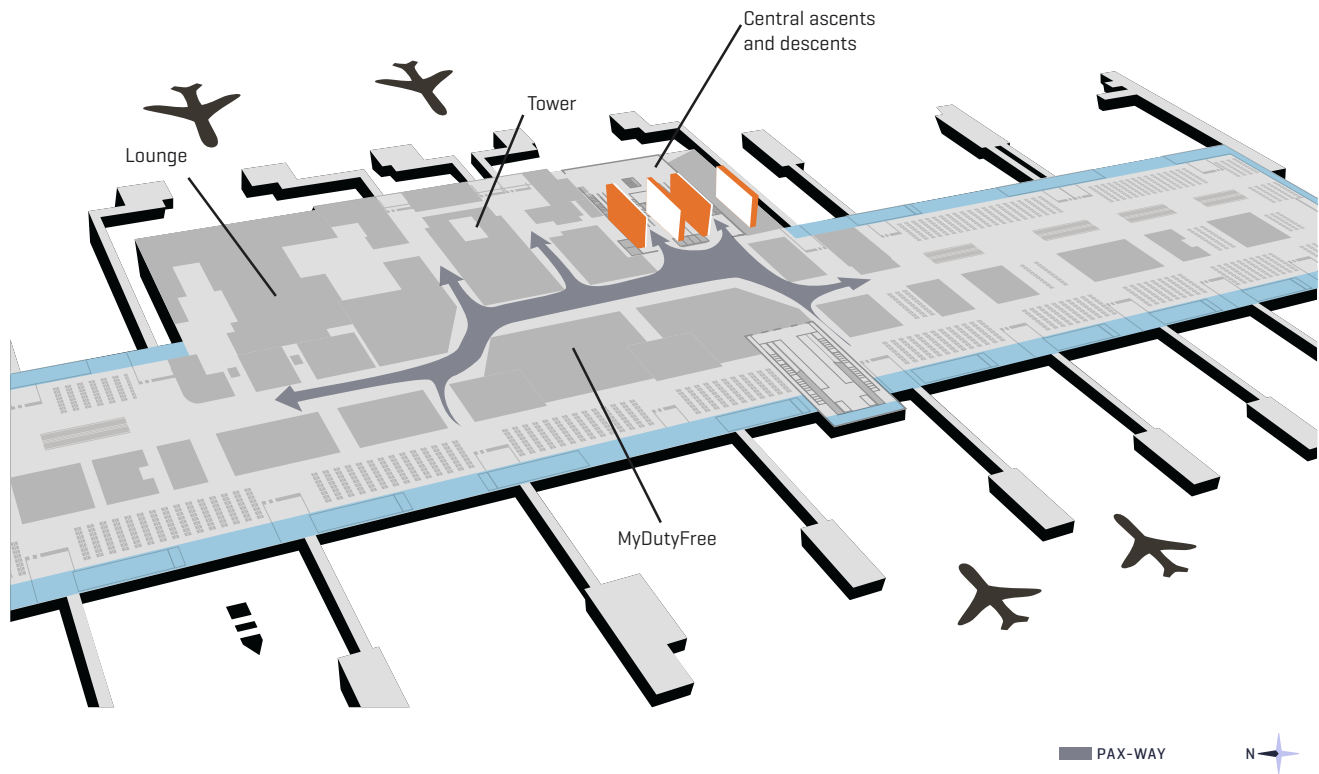 Central ascents
and descents
Tower
Lounge
MyDutyFree
PAX-WAY
N